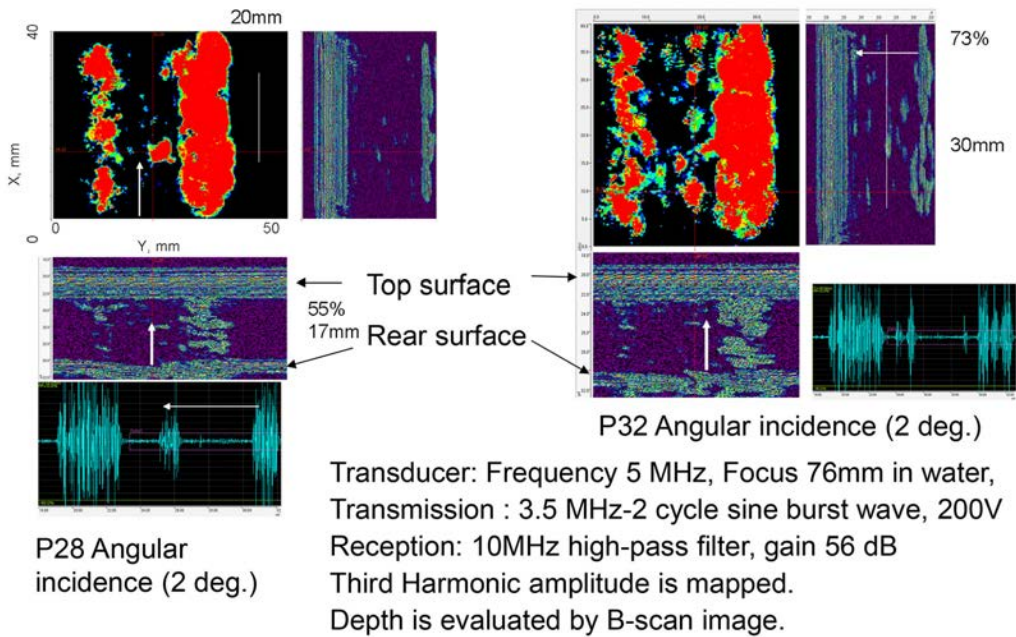 20mm
40
X, mm
0
0
50
Y, mm
73%
30mm
Top surface
55%
17mm
Rear surface
P32 Angular incidence (2 deg.)
P28 Angular
incidence (2 deg.)
Transducer: Frequency 5 MHz, Focus 76mm in water,
Transmission : 3.5 MHz-2 cycle sine burst wave, 200V
Reception: 10MHz high-pass filter, gain 56 dB
Third Harmonic amplitude is mapped.
Depth is evaluated by B-scan image.